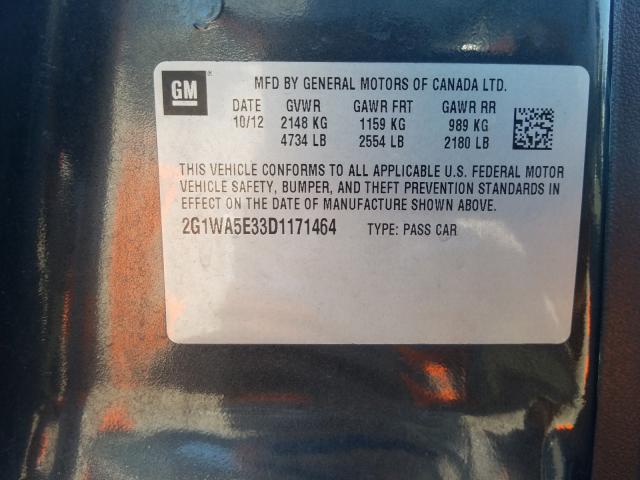 GM
MFD BY GENERAL MOTORS OF CANADA LTD.
DATE GVWR GAWR FRT GAWR RR
10/12 2148 KG 1159 KG 989 KG
4734 LB 2554 LB 2180 LB
THIS VEHICLE CONFORMS TO ALL APPLICABLE U.S. FEDERAL MOTOR
VEHICLE SAFETY, BUMPER, AND THEFT PREVENTION STANDARDS IN
EFFECT ON THE DATE OF MANUFACTURE SHOWN ABOVE.
2G1WA5E33D1171464 TYPE: PASS CAR